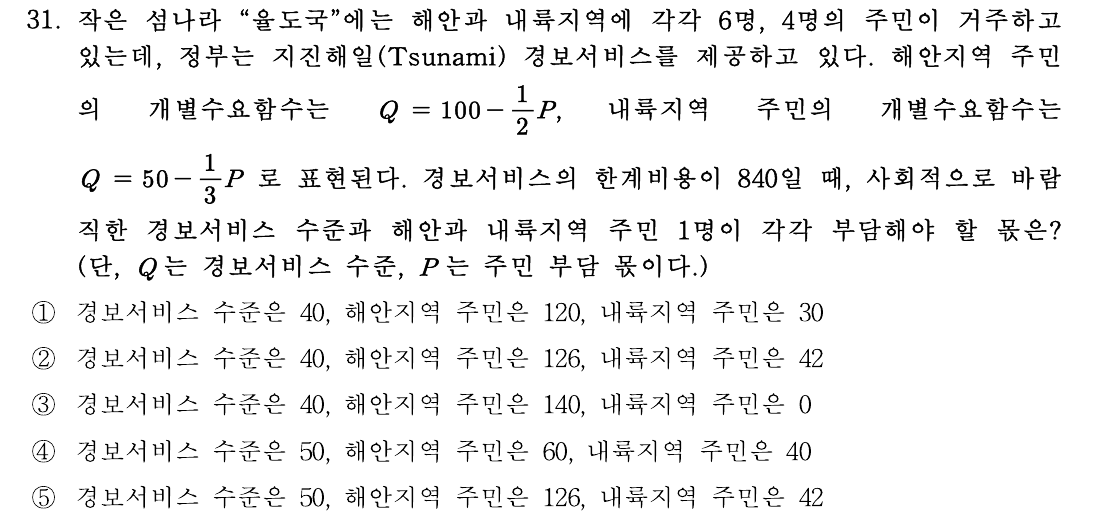 31. 작은 섬나라 “율도국”에는 해안과 내륙지역에 각각 6명, 4명의 주민이 거주하고
있는데, 정부는 지진해일(Tsunami) 경보서비스를 제공하고 있다. 해안지역 주민
의 개별수요함수는 Q = 100 − \frac{1}{2}P, 내륙지역 주민의 개별수요함수는
Q = 50 − \frac{1}{3}P 로 표현된다. 경보서비스의 한계비용이 840일 때, 사회적으로 바람
직한 경보서비스 수준과 해안과 내륙지역 주민 1명이 각각 부담해야 할 몫은?
(단, Q는 경보서비스 수준, P는 주민 부담 몫이다.)
① 경보서비스 수준은 40, 해안지역 주민은 120, 내륙지역 주민은 30
② 경보서비스 수준은 40, 해안지역 주민은 126, 내륙지역 주민은 42
③ 경보서비스 수준은 40, 해안지역 주민은 140, 내륙지역 주민은 0
④ 경보서비스 수준은 50, 해안지역 주민은 60, 내륙지역 주민은 40
⑤ 경보서비스 수준은 50, 해안지역 주민은 126, 내륙지역 주민은 42